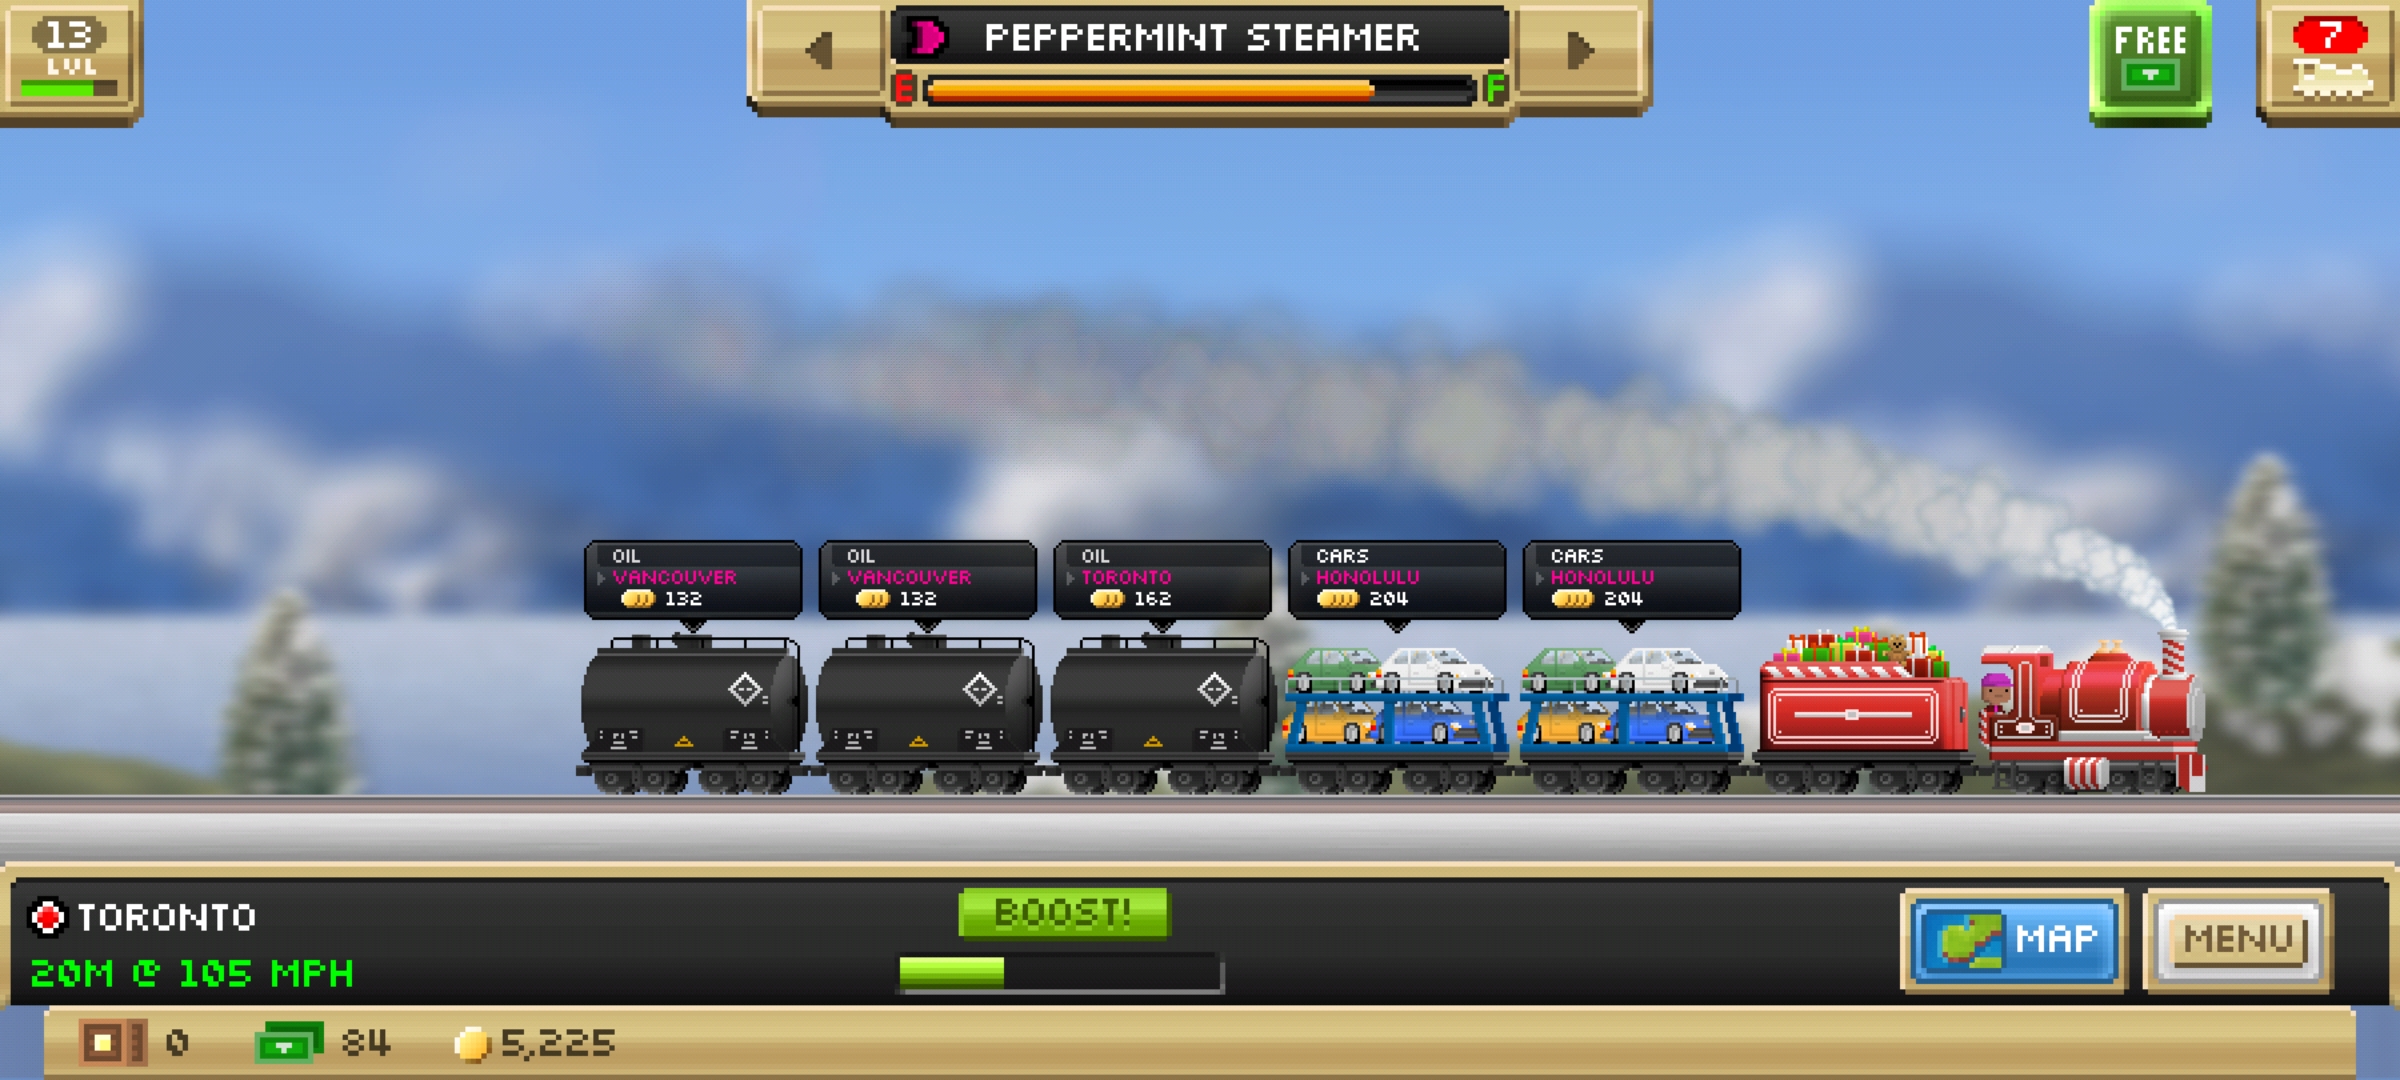 13
LVL
PEPPERMINT STEAMER
E F
FREE
7
OIL
VANCOUVER
132
OIL
VANCOUVER
132
OIL
TORONTO
162
CARS
HONOLULU
204
CARS
HONOLULU
204
TORONTO
20M @ 105 MPH
BOOST!
MAP
MENU
0
84
5,225